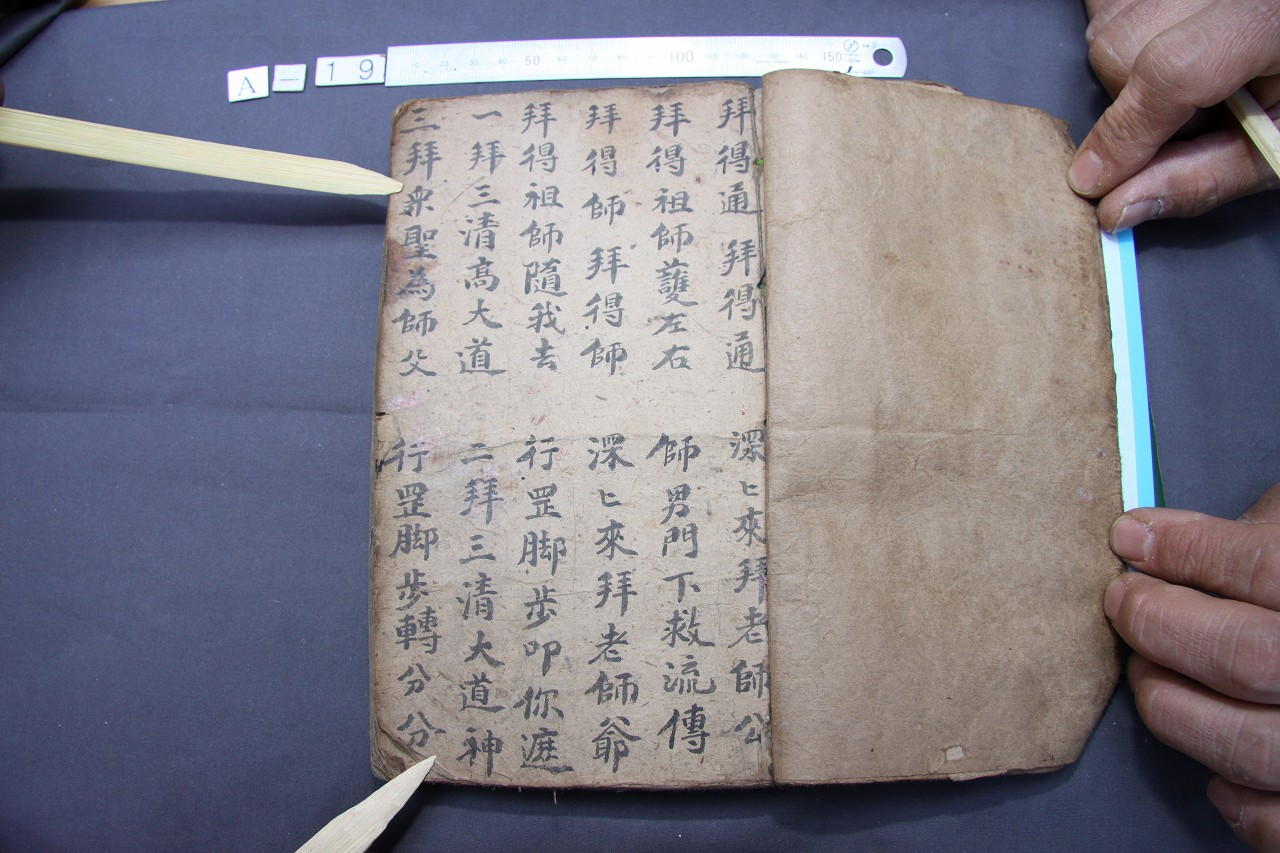 A-19
50 100 150
拜得通拜得通 深〻來拜老師公
拜得祖師護左右 師男門下救流傳
拜得師拜得師 深〻來拜老師爺
拜得祖師隨我去 行罡脚步叩你遮
一拜三清高大道 二拜三清大道神
三拜衆聖為師父 行罡脚步轉分分